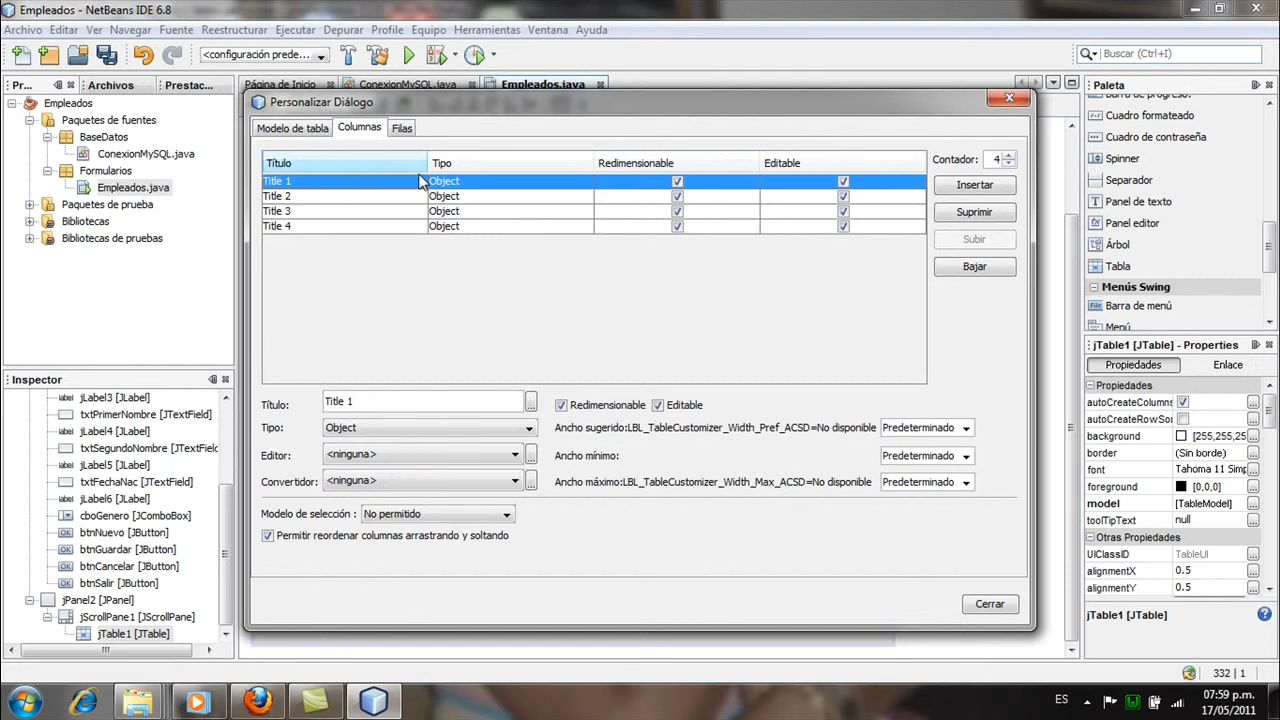 Empleados - NetBeans IDE 6.8
Archivo Editar Ver Navegar Fuente Reestructurar Ejecutar Depurar Profile Equipo Herramientas Ventana Ayuda
<configuración prede...
Buscar (Ctrl+I)
Pr... Archivos Prestac...
Página de Inicio ConexionMySQL.java Empleados.java
Paleta
Empleados
Paquetes de fuentes
BaseDatos
ConexionMySQL.java
Formularios
Empleados.java
Paquetes de prueba
Bibliotecas
Bibliotecas de pruebas
Personalizar Diálogo
Modelo de tabla Columnas Filas
Título Tipo Redimensionable Editable
Title 1 Object
Title 2 Object
Title 3 Object
Title 4 Object
Contador: 4
Insertar
Suprimir
Subir
Bajar
Título: Title 1 ... Redimensionable Editable
Tipo: Object Ancho sugerido:LBL_TableCustomizer_Width_Pref_ACSD=No disponible Predeterminado
Editor: <ninguna> ... Ancho mínimo: Predeterminado
Convertidor: <ninguna> ... Ancho máximo:LBL_TableCustomizer_Width_Max_ACSD=No disponible Predeterminado
Modelo de selección : No permitido
Permitir reordenar columnas arrastrando y soltando
Cerrar
Barra de progreso.
Cuadro formateado
Cuadro de contraseña
Spinner
Separador
Panel de texto
Panel editor
Árbol
Tabla
Menús Swing
Barra de menú
Menú
Inspector
jLabel3 [JLabel]
txtPrimerNombre [JTextField]
jLabel4 [JLabel]
txtSegundoNombre [JTextField]
jLabel5 [JLabel]
txtFechaNac [JTextField]
jLabel6 [JLabel]
cboGenero [JComboBox]
btnNuevo [JButton]
btnGuardar [JButton]
btnCancelar [JButton]
btnSalir [JButton]
jPanel2 [JPanel]
jScrollPane1 [JScrollPane]
jTable1 [JTable]
jTable1 [JTable] - Properties
Propiedades Enlace
Propiedades
autoCreateColumns
autoCreateRowSor
background [255,255,25 ...
border (Sin borde) ...
font Tahoma 11 Simp ...
foreground [0,0,0] ...
model [TableModel] ...
toolTipText null ...
Otras Propiedades
UIClassID TableUI ...
alignmentX 0.5 ...
alignmentY 0.5 ...
jTable1 [JTable]
332 | 1
ES
07:59 p.m.
17/05/2011